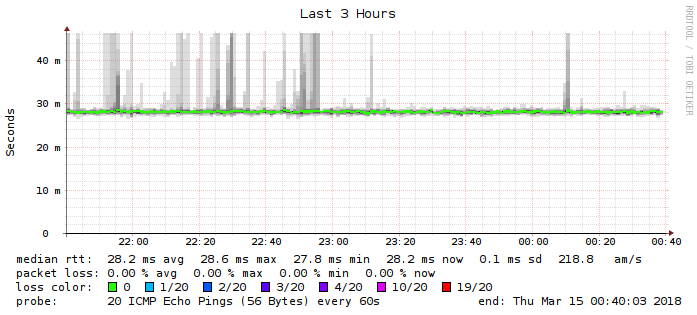 Last 3 Hours
RRDTOOL / TOBI OETIKER
Seconds
40 m
30 m
20 m
10 m
0
22:00 22:20 22:40 23:00 23:20 23:40 00:00 00:20 00:40
median rtt: 28.2 ms avg 28.6 ms max 27.8 ms min 28.2 ms now 0.1 ms sd 218.8 am/s
packet loss: 0.00 % avg 0.00 % max 0.00 % min 0.00 % now
loss color: 0 1/20 2/20 3/20 4/20 10/20 19/20
probe: 20 ICMP Echo Pings (56 Bytes) every 60s end: Thu Mar 15 00:40:03 2018